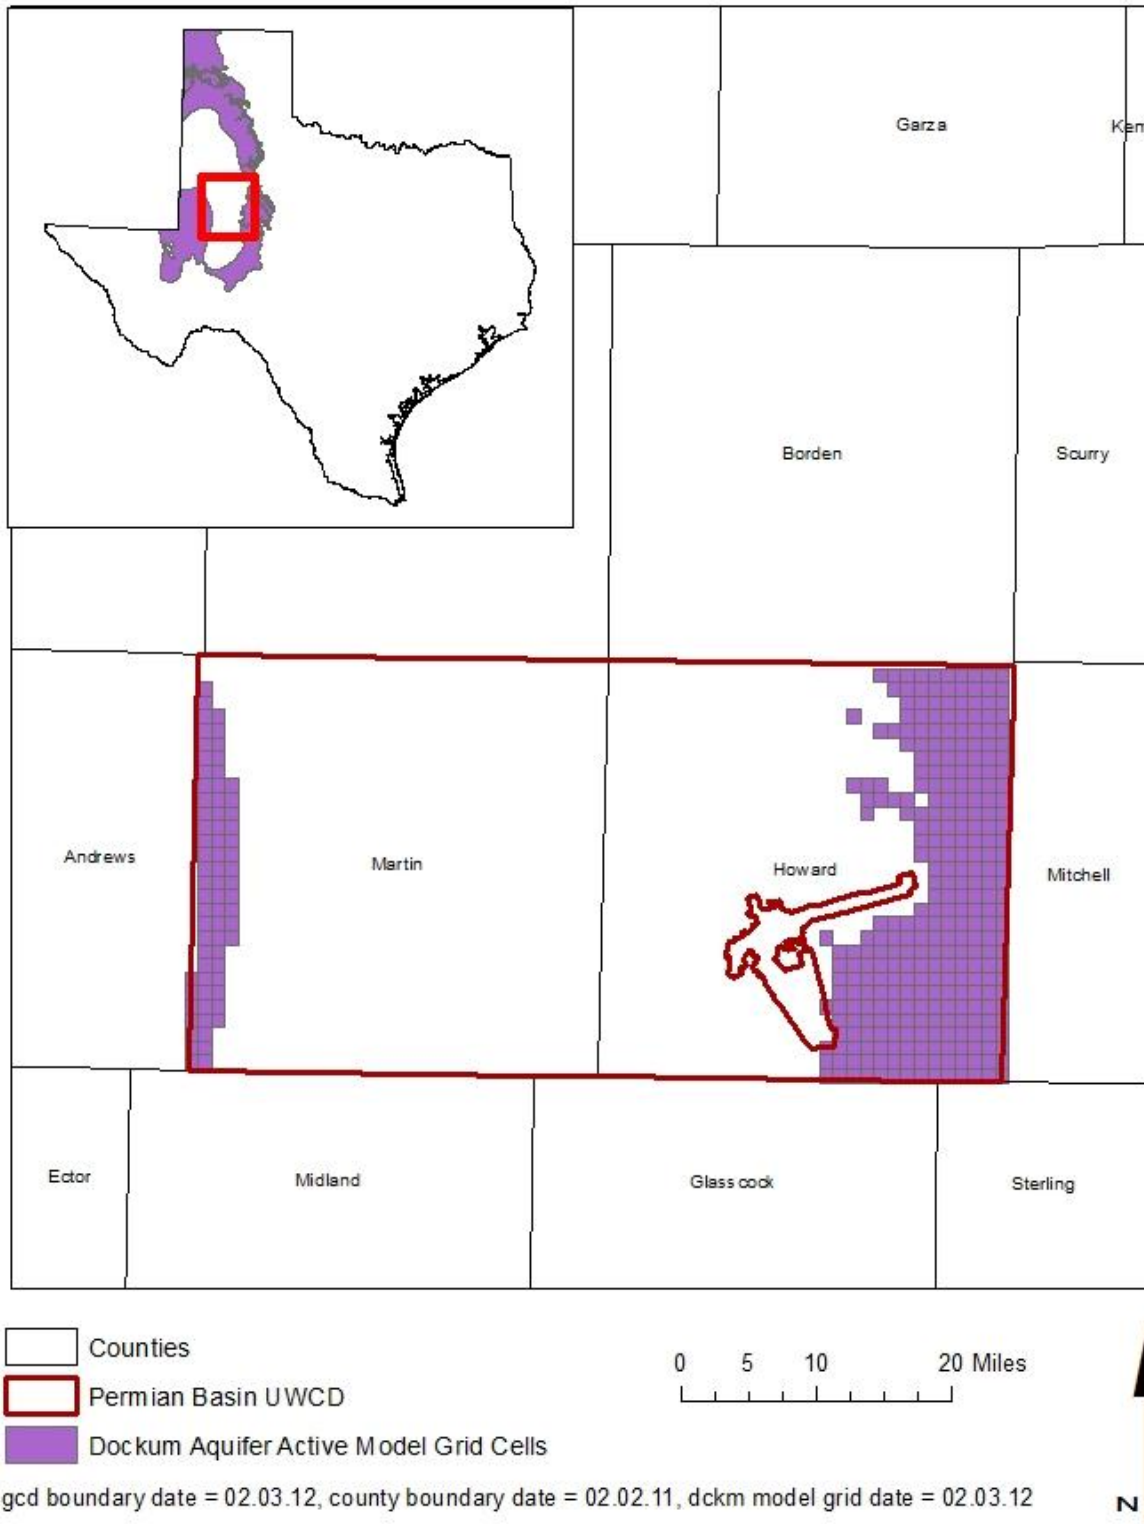 Garza
Ken
Borden
Scurry
Andrews
Martin
Howard
Mitchell
Ector
Midland
Glasscock
Sterling
Counties
Permian Basin UWCD
Dockum Aquifer Active Model Grid Cells
0 5 10 20 Miles
gcd boundary date = 02.03.12, county boundary date = 02.02.11, dckm model grid date = 02.03.12
N